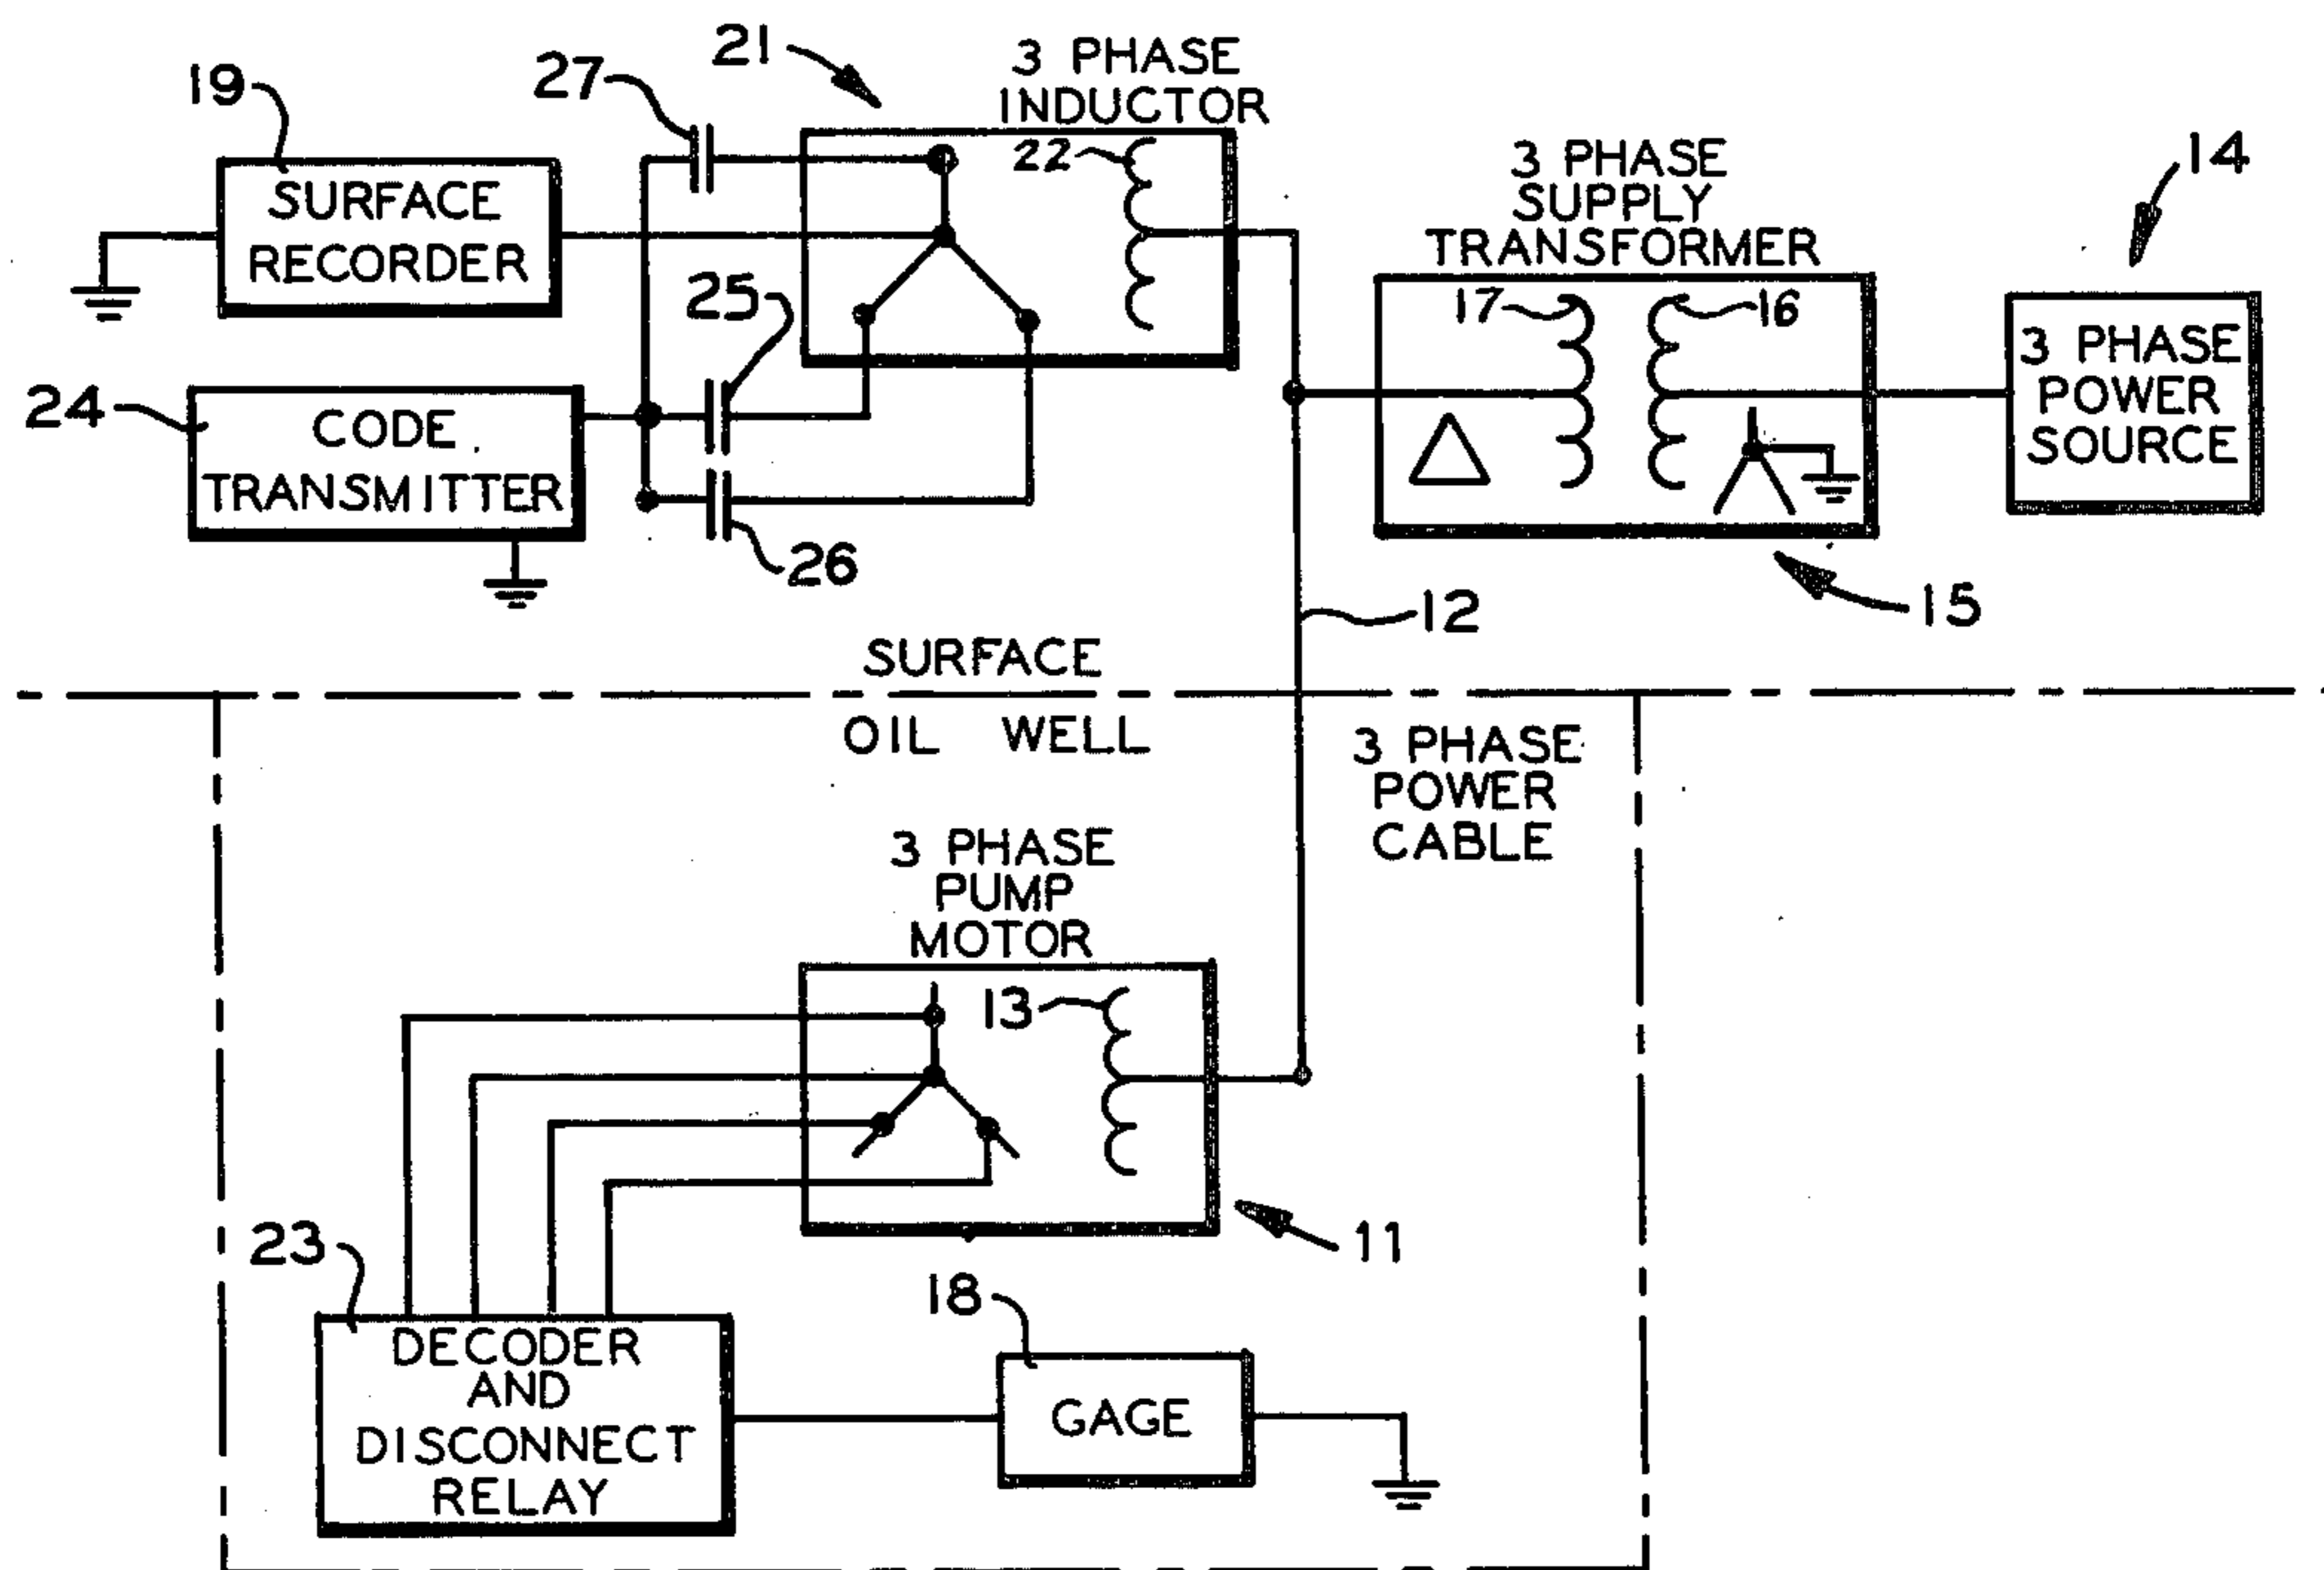 21
3 PHASE
INDUCTOR
27
19
22
SURFACE
RECORDER
3 PHASE
SUPPLY
TRANSFORMER
14
25
17
16
3 PHASE
POWER
SOURCE
24
CODE
TRANSMITTER
26
12
15
SURFACE
OIL WELL
3 PHASE
POWER
CABLE
3 PHASE
PUMP
MOTOR
13
11
23
18
DECODER
AND
DISCONNECT
RELAY
GAGE